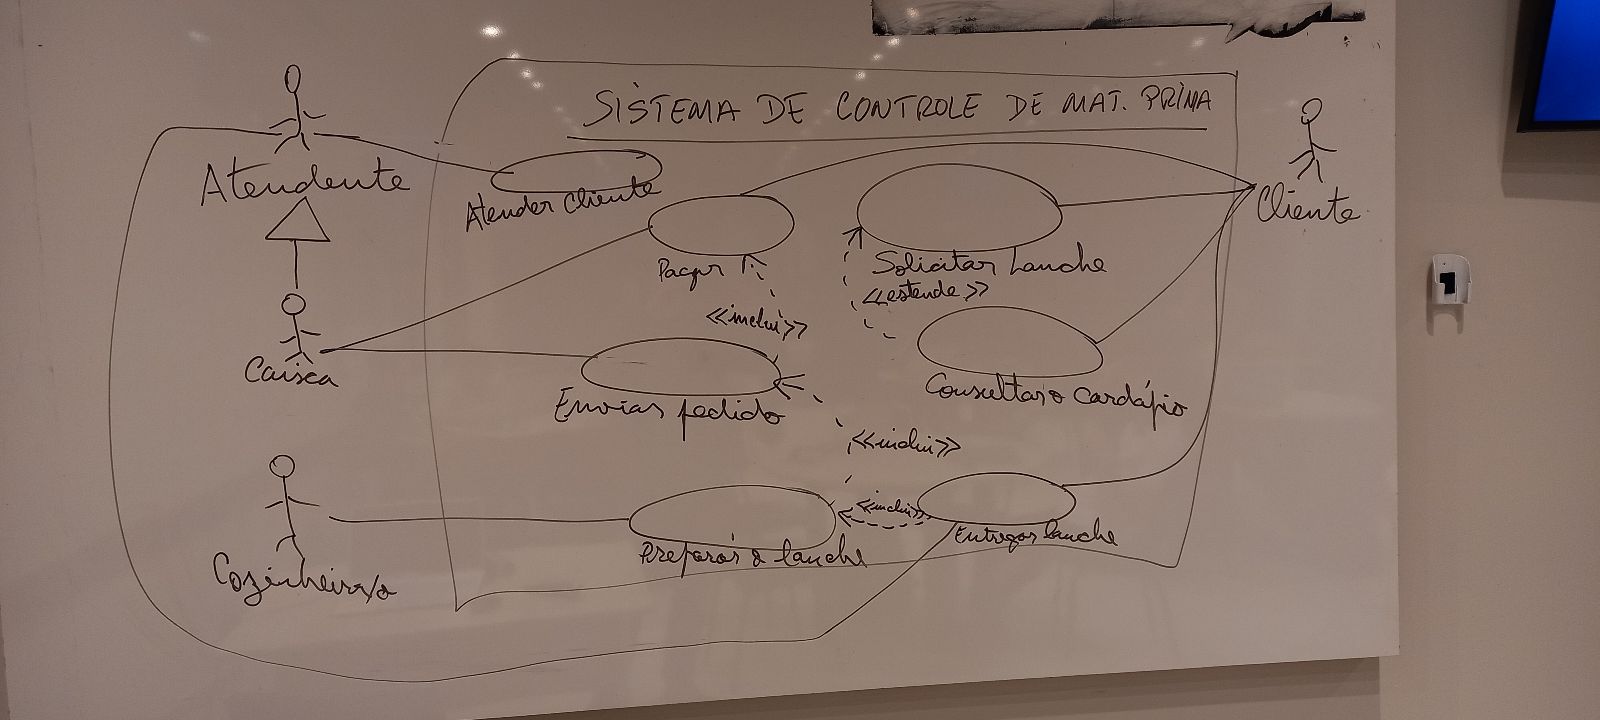 SISTEMA DE CONTROLE DE MAT. PRIMA
Atendente
Atender Cliente
Cliente
Pagar
Solicitar Lanche
<<estende>>
<<inclui>>
Caixa
Enviar pedido
Consultar o cardápio
<<inclui>>
<<inclui>>
Preparar o lanche
Entregar lanche
Cozinheiro/a